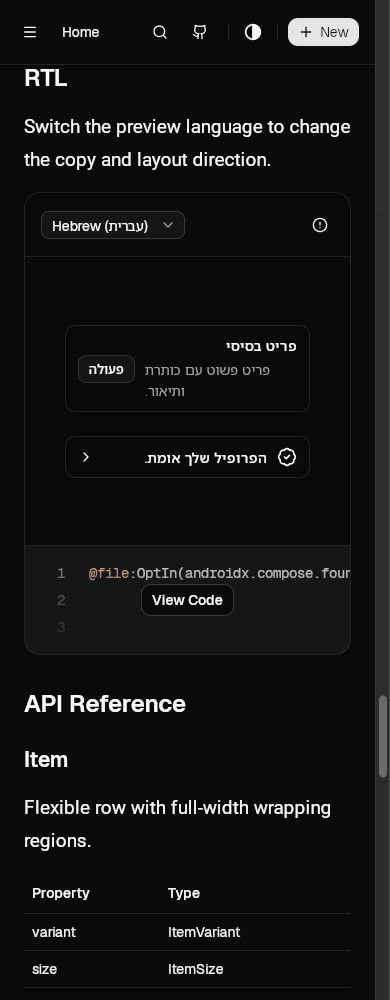 Home
New
RTL
Switch the preview language to change
the copy and layout direction.
Hebrew (עברית)
פריט בסיסי
פריט פשוט עם כותרת
ותיאור.
פעולה
הפרופיל שלך אומת.
1 @file:OptIn(androidx.compose.four
2
View Code
3
API Reference
Item
Flexible row with full-width wrapping
regions.
Property Type
variant ItemVariant
size ItemSize